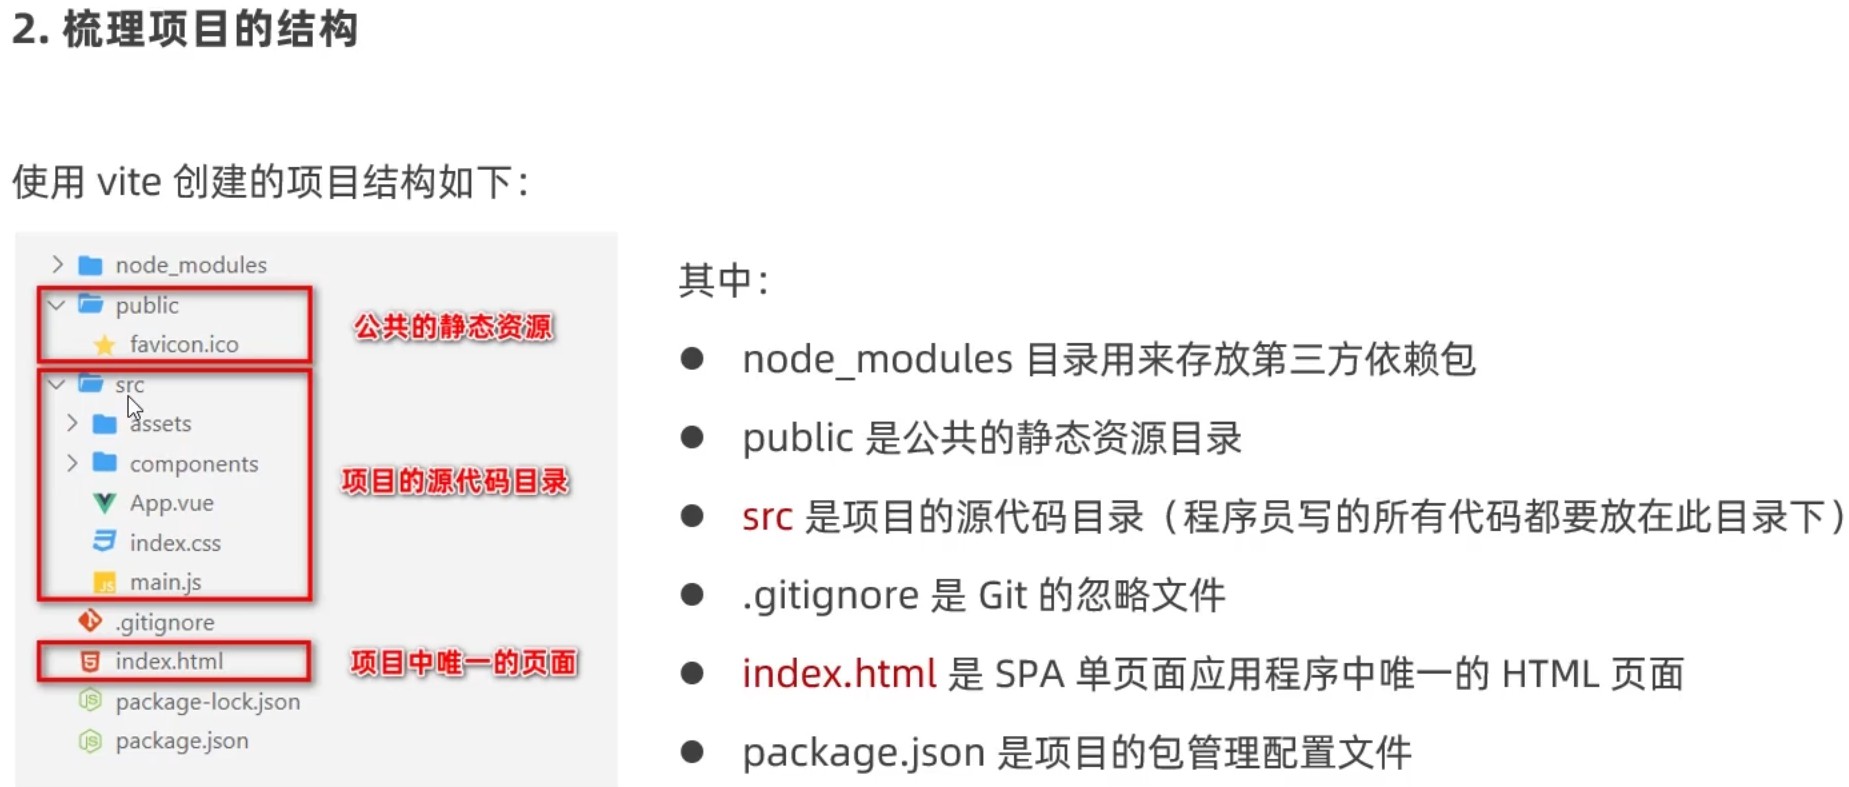 2. 梳理项目的结构
使用 vite 创建的项目结构如下：
node_modules
public
favicon.ico
公共的静态资源
src
assets
components
App.vue
index.css
main.js
项目的源代码目录
.gitignore
index.html
项目中唯一的页面
package-lock.json
package.json
其中：
● node_modules 目录用来存放第三方依赖包
● public 是公共的静态资源目录
● src 是项目的源代码目录（程序员写的所有代码都要放在此目录下）
● .gitignore 是 Git 的忽略文件
● index.html 是 SPA 单页面应用程序中唯一的 HTML 页面
● package.json 是项目的包管理配置文件